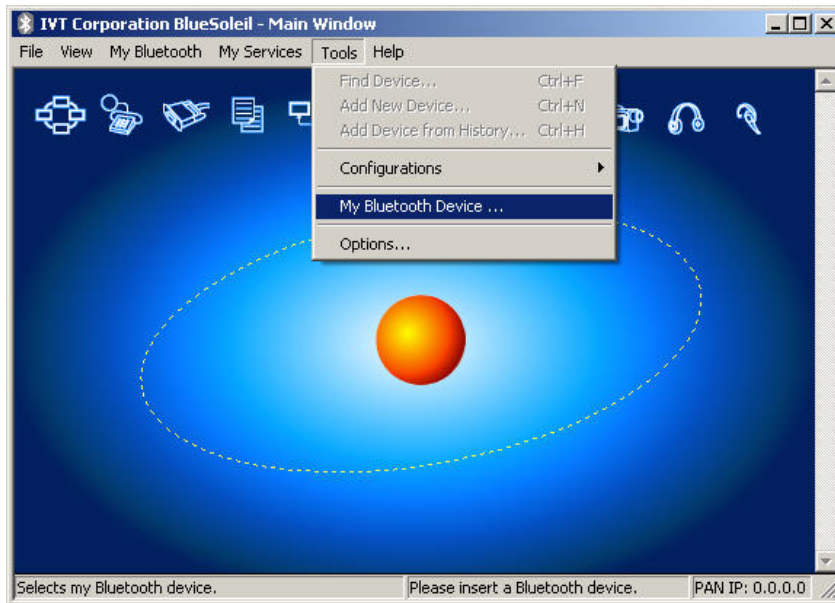 IVT Corporation BlueSoleil - Main Window
File View My Bluetooth My Services Tools Help
Find Device... Ctrl+F
Add New Device... Ctrl+N
Add Device from History... Ctrl+H
Configurations
My Bluetooth Device ...
Options...
Selects my Bluetooth device. Please insert a Bluetooth device. PAN IP: 0.0.0.0